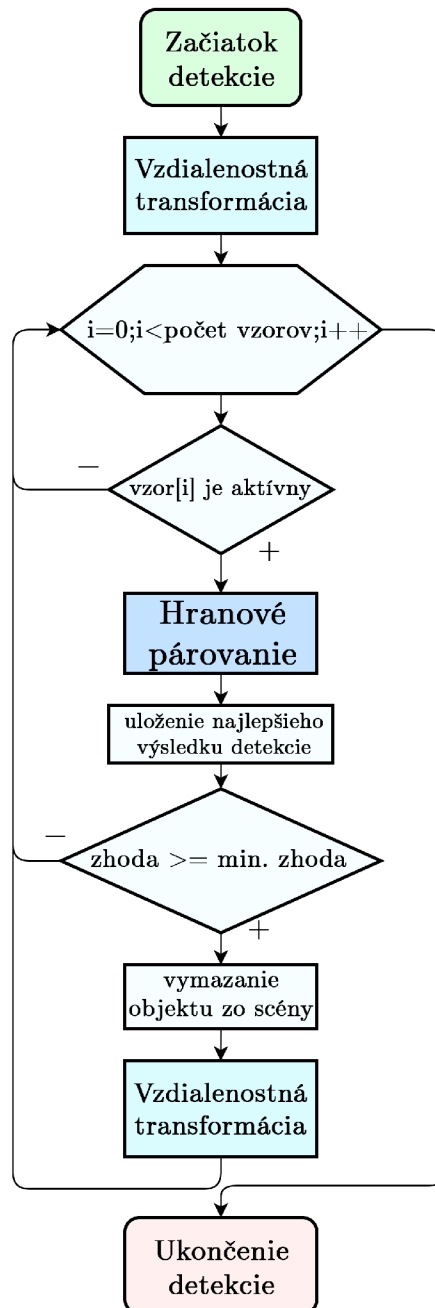 Začiatok
detekcie
Vzdialenostná
transformácia
i=0;i<počet vzorov;i++
−
vzor[i] je aktívny
+
Hranové
párovanie
uloženie najlepšieho
výsledku detekcie
−
zhoda >= min. zhoda
+
vymazanie
objektu zo scény
Vzdialenostná
transformácia
Ukončenie
detekcie